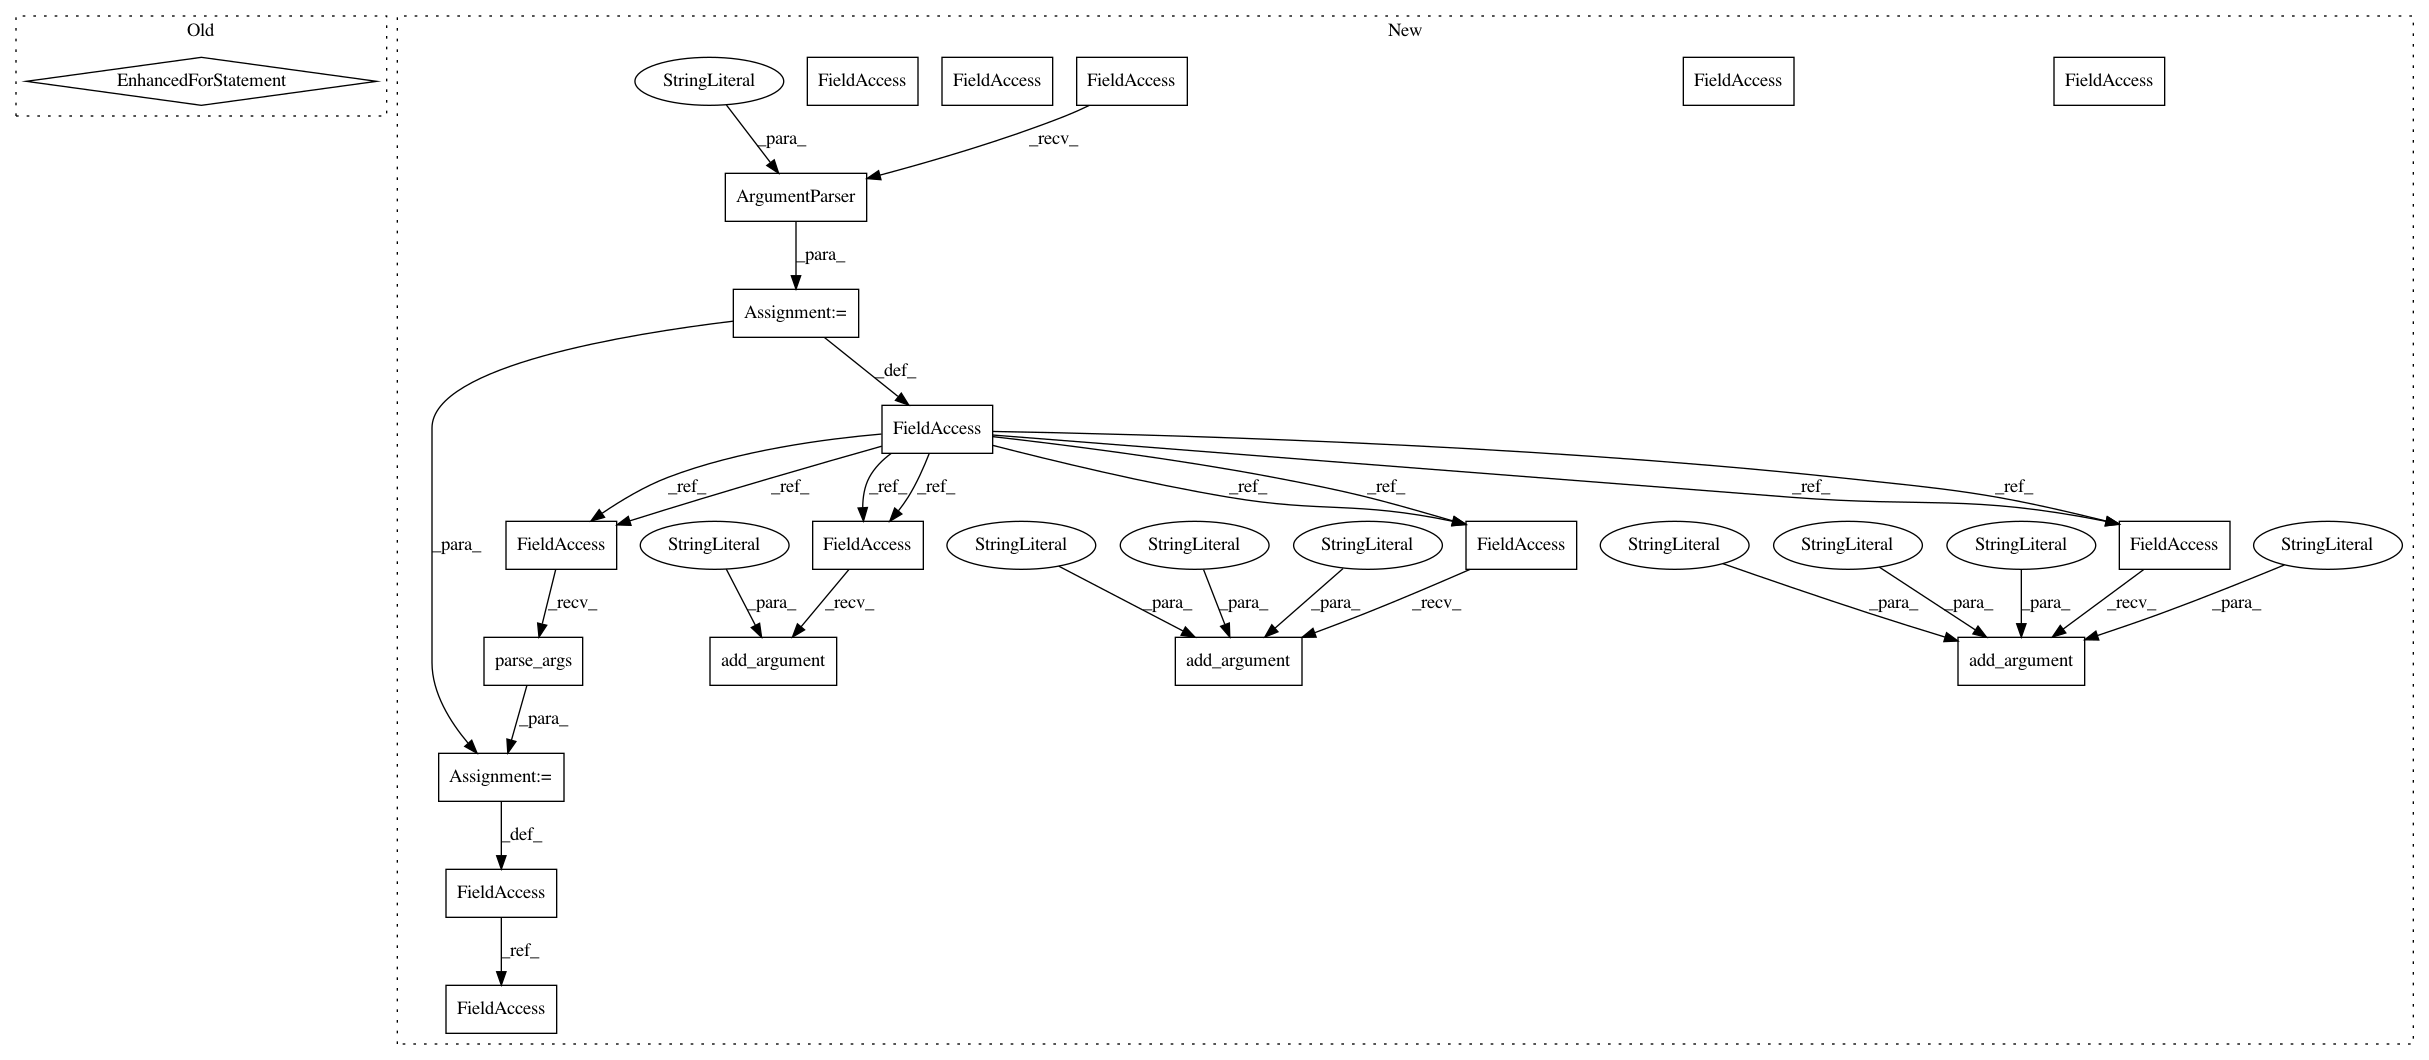 Old
New
EnhancedForStatement
StringLiteral
FieldAccess
FieldAccess
FieldAccess
FieldAccess
FieldAccess
_para_
_recv_
ArgumentParser
_para_
Assignment:=
_def_
FieldAccess
_ref_
_ref_
_ref_
_ref_
_ref_
_ref_
_ref_
_ref_
_para_
FieldAccess
StringLiteral
FieldAccess
StringLiteral
StringLiteral
StringLiteral
FieldAccess
StringLiteral
StringLiteral
StringLiteral
FieldAccess
StringLiteral
_recv_
_para_
_recv_
_para_
_para_
_para_
_recv_
_para_
_para_
_para_
_recv_
_para_
parse_args
add_argument
add_argument
add_argument
_para_
Assignment:=
_def_
FieldAccess
_ref_
FieldAccess